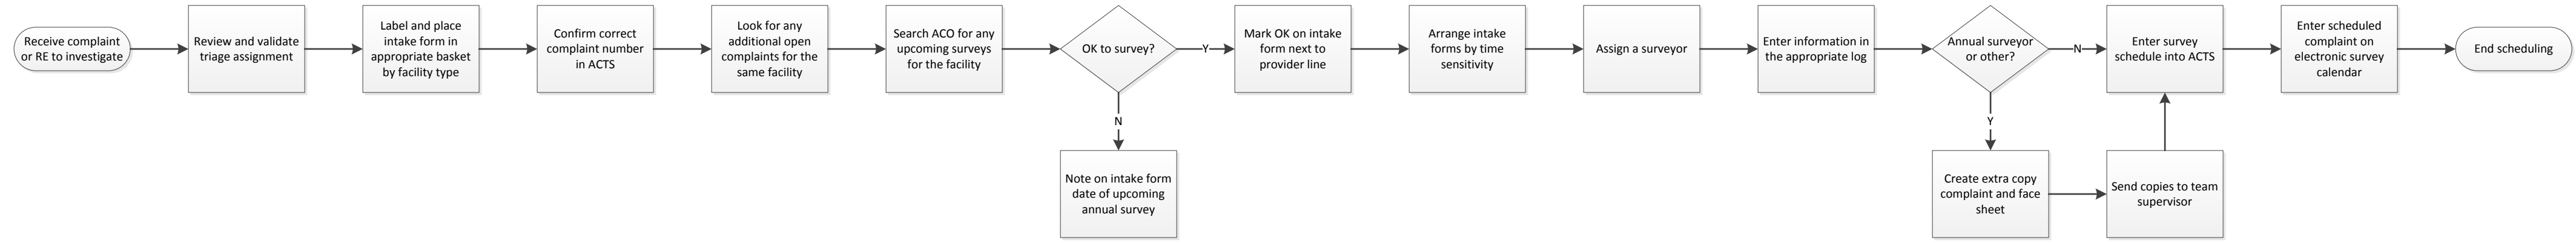 Receive complaint
or RE to investigate
Review and validate
triage assignment
Label and place
intake form in
appropriate basket
by facility type
Confirm correct
complaint number
in ACTS
Look for any
additional open
complaints for the
same facility
Search ACO for any
upcoming surveys
for the facility
OK to survey?
Y
N
Note on intake form
date of upcoming
annual survey
Mark OK on intake
form next to
provider line
Arrange intake
forms by time
sensitivity
Assign a surveyor
Enter information in
the appropriate log
Annual surveyor
or other?
N
Y
Create extra copy
complaint and face
sheet
Send copies to team
supervisor
Enter survey
schedule into ACTS
Enter scheduled
complaint on
electronic survey
calendar
End scheduling